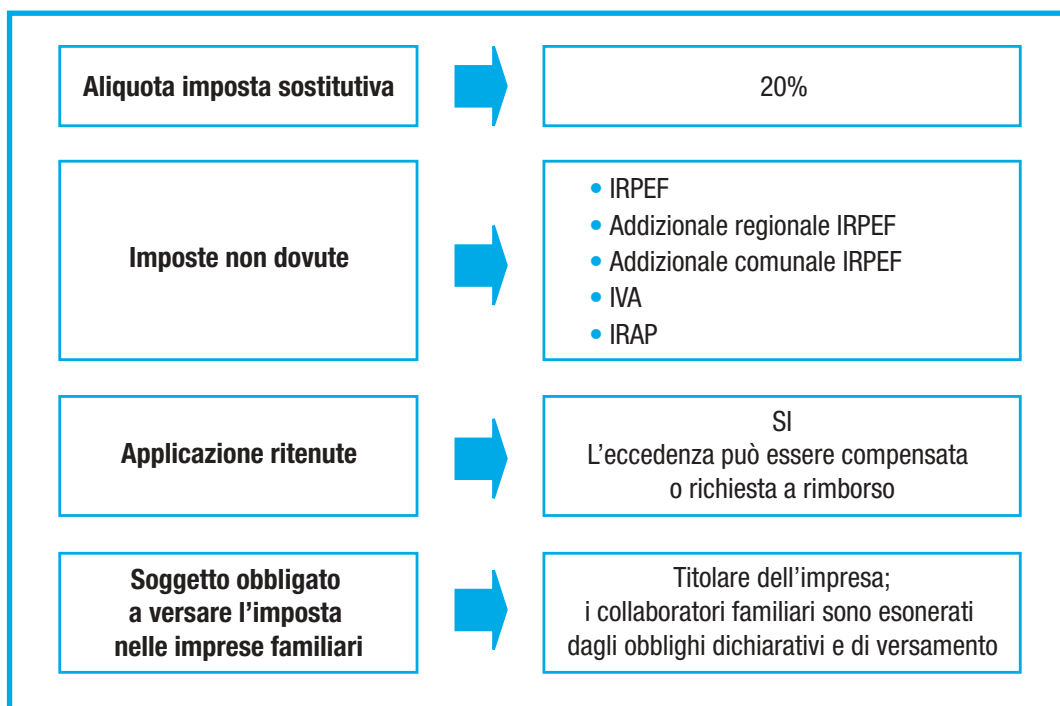 Aliquota imposta sostitutiva
20%
Imposte non dovute
• IRPEF
• Addizionale regionale IRPEF
• Addizionale comunale IRPEF
• IVA
• IRAP
Applicazione ritenute
SI
L’eccedenza può essere compensata
o richiesta a rimborso
Soggetto obbligato
a versare l’imposta
nelle imprese familiari
Titolare dell’impresa;
i collaboratori familiari sono esonerati
dagli obblighi dichiarativi e di versamento